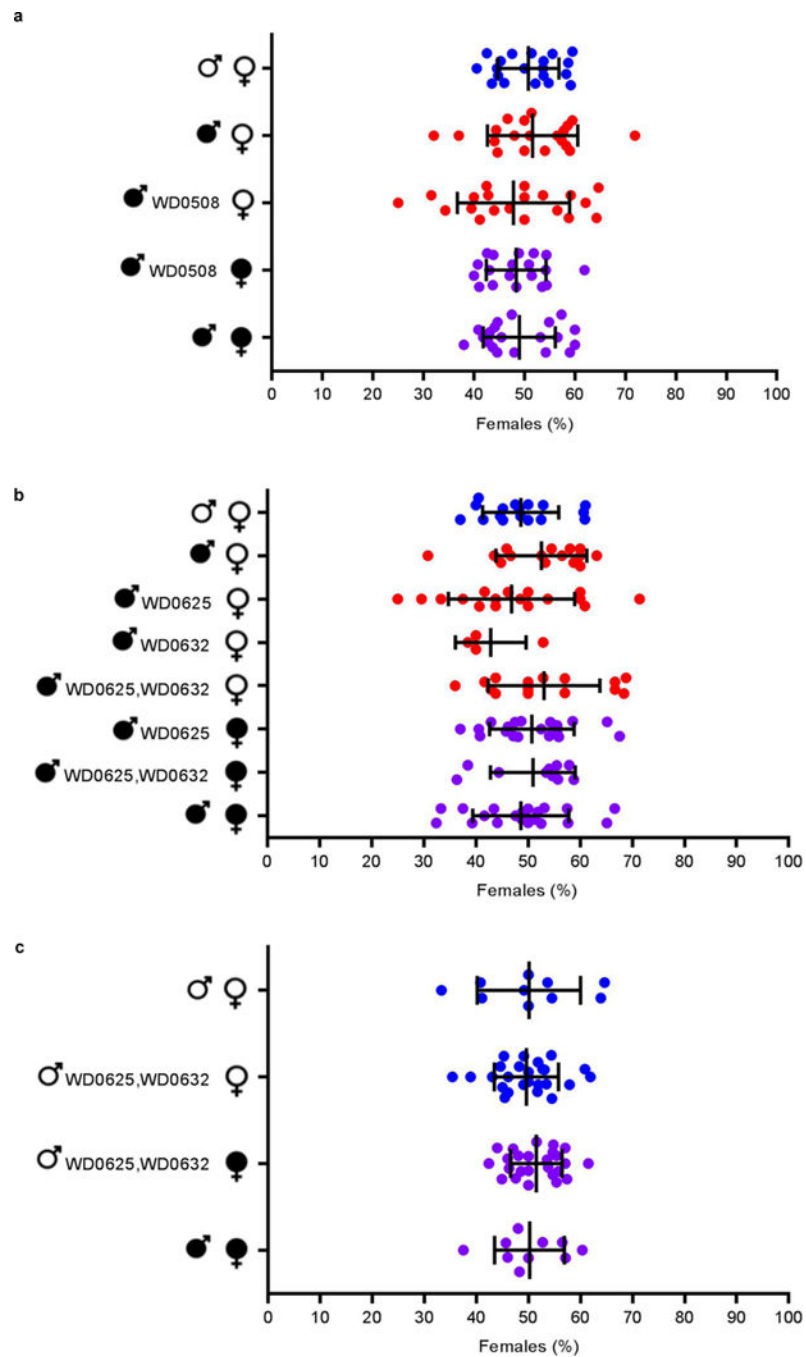 a
♂ ♀
♂ ♀
♂ WD0508 ♀
♂ WD0508 ♀
♂ ♀
0 10 20 30 40 50 60 70 80 90 100
Females (%)
b
♂ ♀
♂ ♀
♂ WD0625 ♀
♂ WD0632 ♀
♂ WD0625,WD0632 ♀
♂ WD0625 ♀
♂ WD0625,WD0632 ♀
♂ ♀
0 10 20 30 40 50 60 70 80 90 100
Females (%)
c
♂ ♀
♂ WD0625,WD0632 ♀
♂ WD0625,WD0632 ♀
♂ ♀
0 10 20 30 40 50 60 70 80 90 100
Females (%)